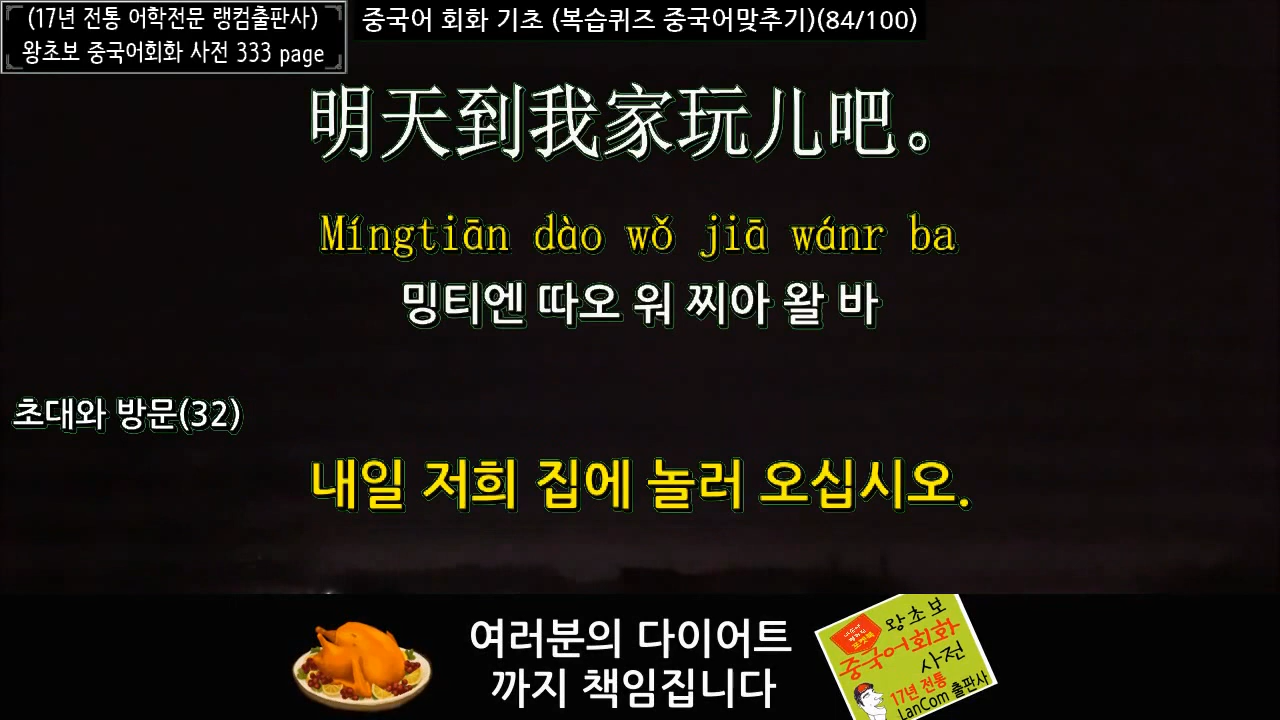 (17년 전통 어학전문 랭컴출판사)
왕초보 중국어회화 사전 333 page
중국어 회화 기초 (복습퀴즈 중국어맞추기)(84/100)
明天到我家玩儿吧。
Míngtiān dào wǒ jiā wánr ba
밍티엔 따오 워 찌아 왈 바
초대와 방문(32)
내일 저희 집에 놀러 오십시오.
여러분의 다이어트
까지 책임집니다
왕초보
중국어회화
사전
17년 전통
LanCom 출판사